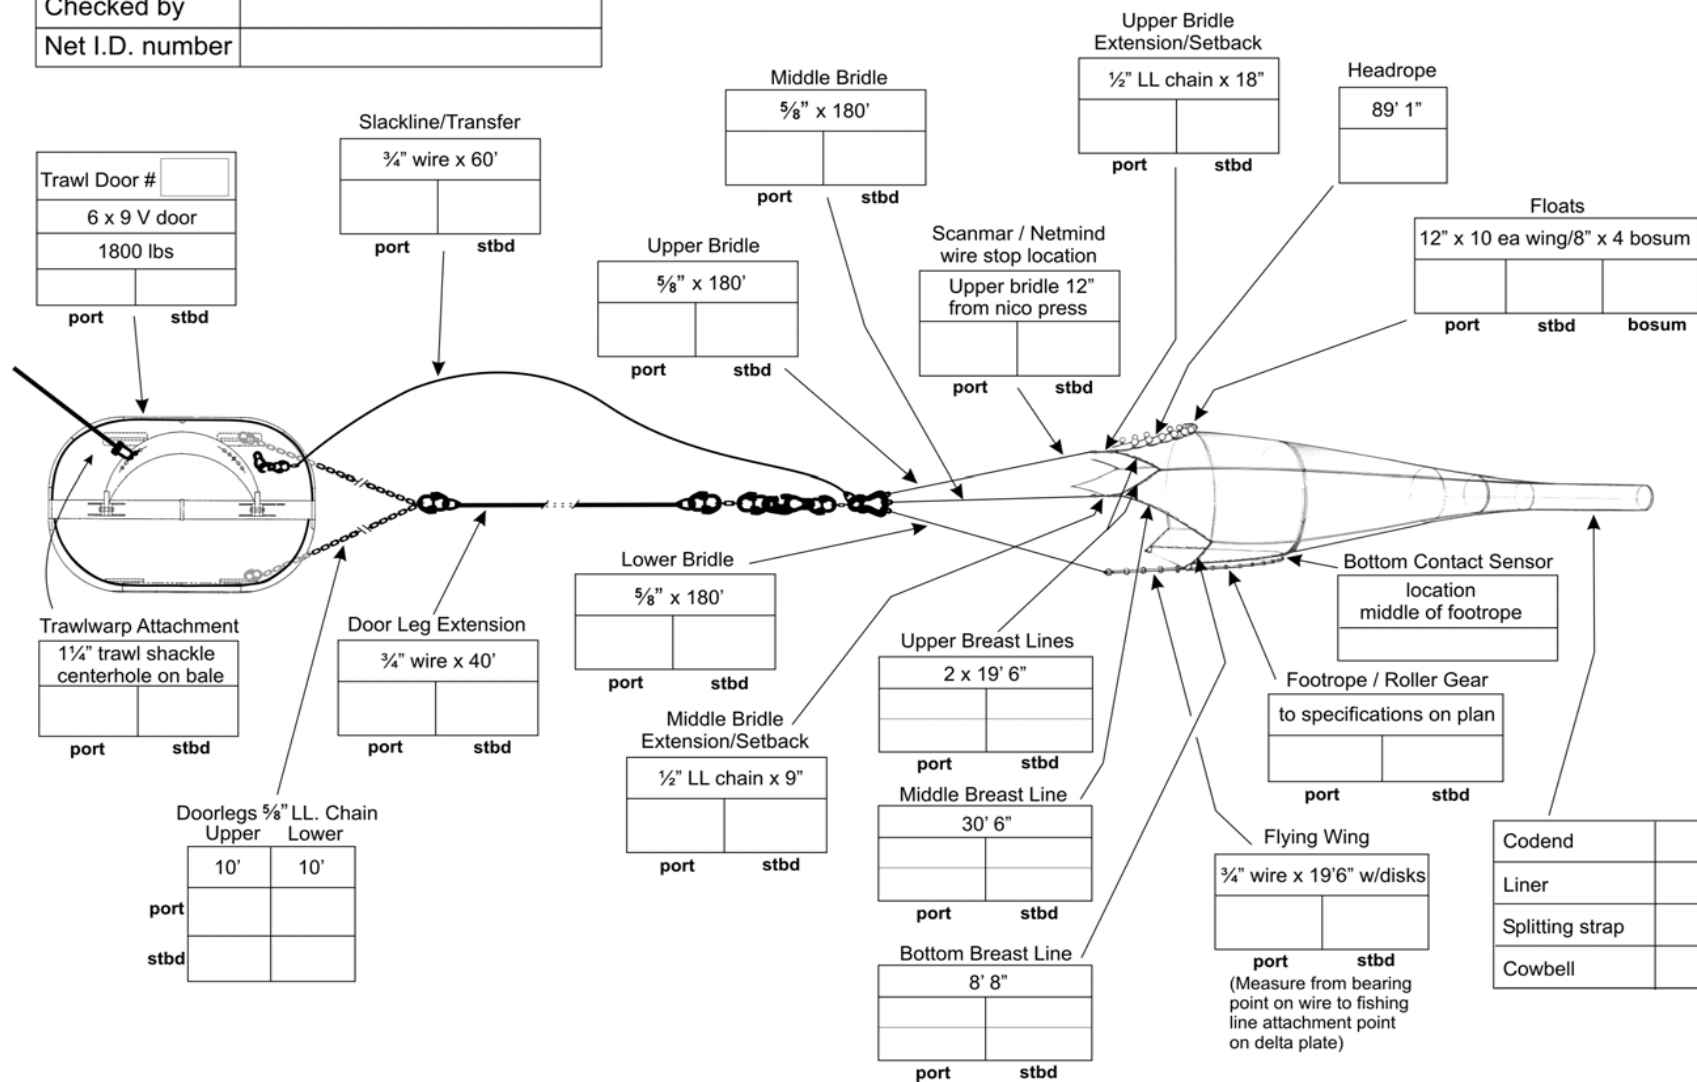 Checked by
Net I.D. number
Upper Bridle
Extension/Setback
½” LL chain x 18”
port stbd
Headrope
89’ 1”
Middle Bridle
⅝” x 180’
port stbd
Slackline/Transfer
¾” wire x 60’
port stbd
Trawl Door #
6 x 9 V door
1800 lbs
port stbd
Upper Bridle
⅝” x 180’
port stbd
Scanmar / Netmind
wire stop location
Upper bridle 12”
from nico press
port stbd
Floats
12” x 10 ea wing/8” x 4 bosum
port stbd bosum
Trawlwarp Attachment
1¼” trawl shackle
centerhole on bale
port stbd
Door Leg Extension
¾” wire x 40’
port stbd
Lower Bridle
⅝” x 180’
port stbd
Bottom Contact Sensor
location
middle of footrope
Upper Breast Lines
2 x 19’ 6”
port stbd
Footrope / Roller Gear
to specifications on plan
port stbd
Middle Bridle
Extension/Setback
½” LL chain x 9”
port stbd
Middle Breast Line
30’ 6”
port stbd
Doorlegs ⅝” LL. Chain
Upper Lower
10’ 10’
port
stbd
Flying Wing
¾” wire x 19’6” w/disks
port stbd
(Measure from bearing
point on wire to fishing
line attachment point
on delta plate)
Codend
Liner
Splitting strap
Cowbell
Bottom Breast Line
8’ 8”
port stbd